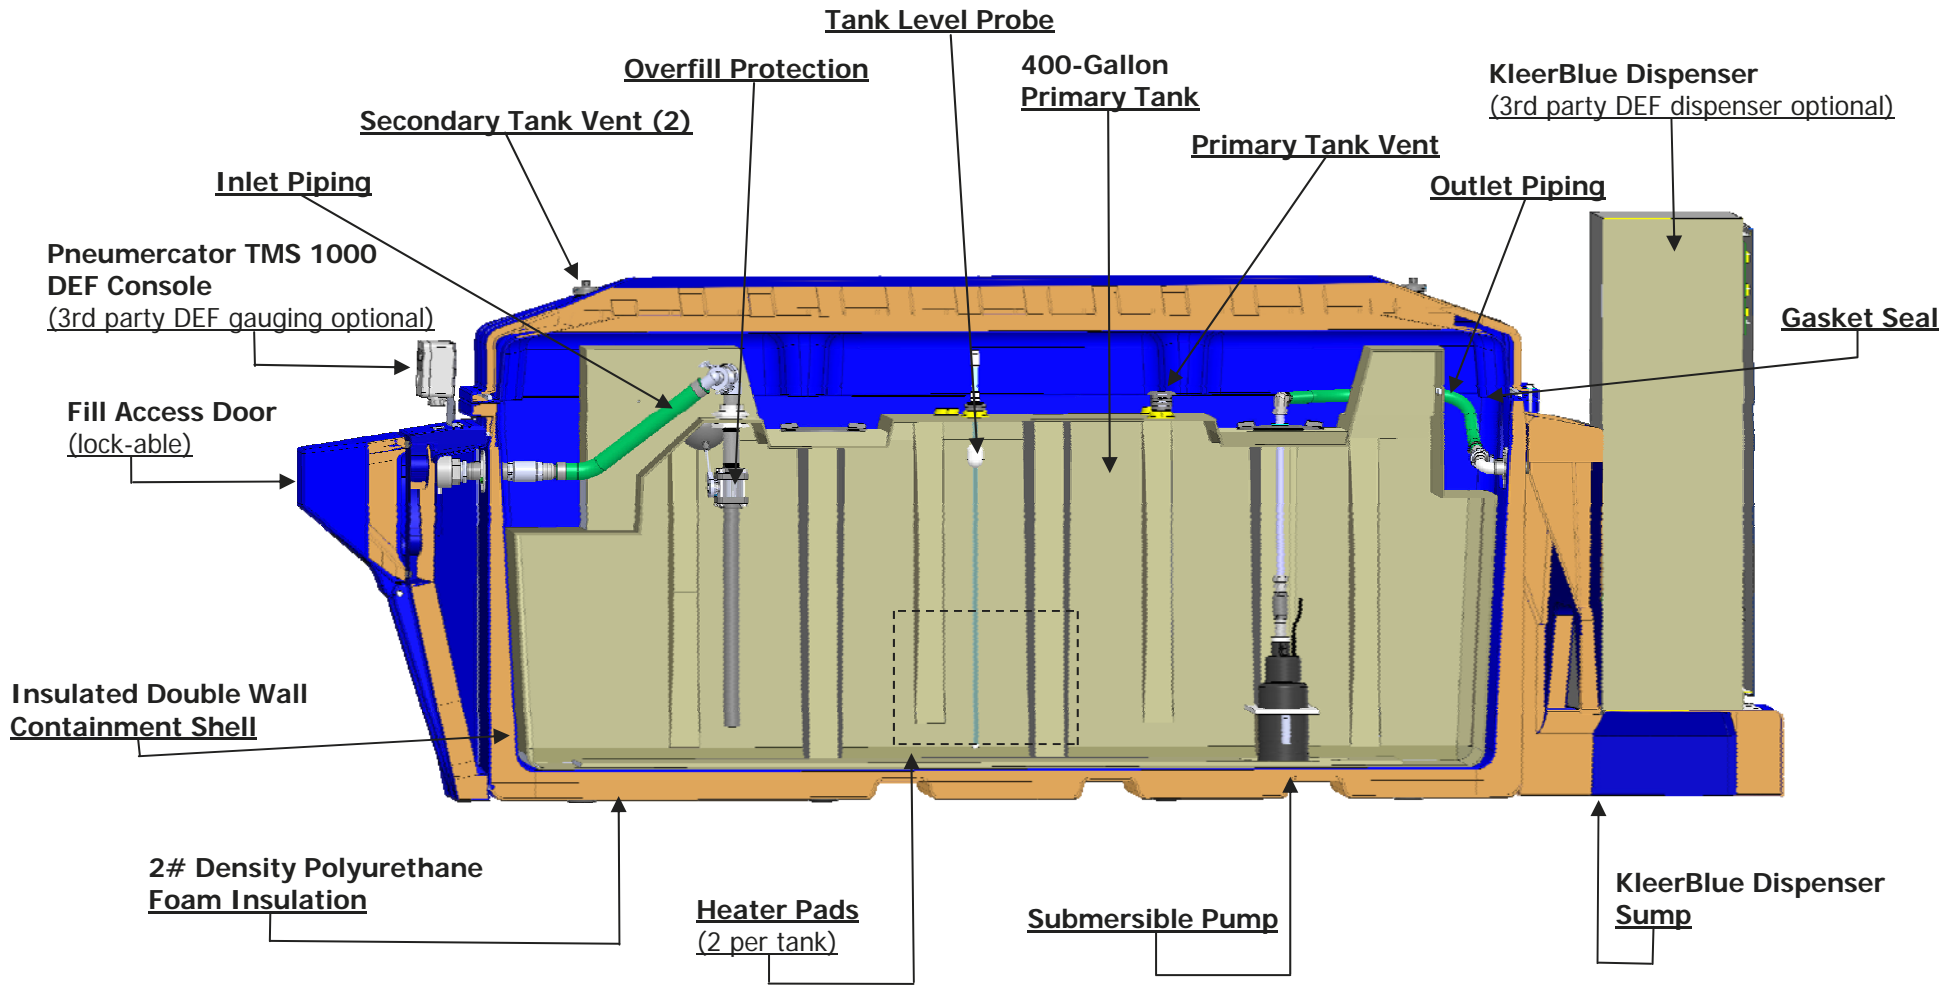 Tank Level Probe
Overfill Protection
400-Gallon
Primary Tank
KleerBlue Dispenser
(3rd party DEF dispenser optional)
Secondary Tank Vent (2)
Primary Tank Vent
Inlet Piping
Outlet Piping
Pneumercator TMS 1000
DEF Console
(3rd party DEF gauging optional)
Gasket Seal
Fill Access Door
(lock-able)
Insulated Double Wall
Containment Shell
2# Density Polyurethane
Foam Insulation
Heater Pads
(2 per tank)
Submersible Pump
KleerBlue Dispenser
Sump